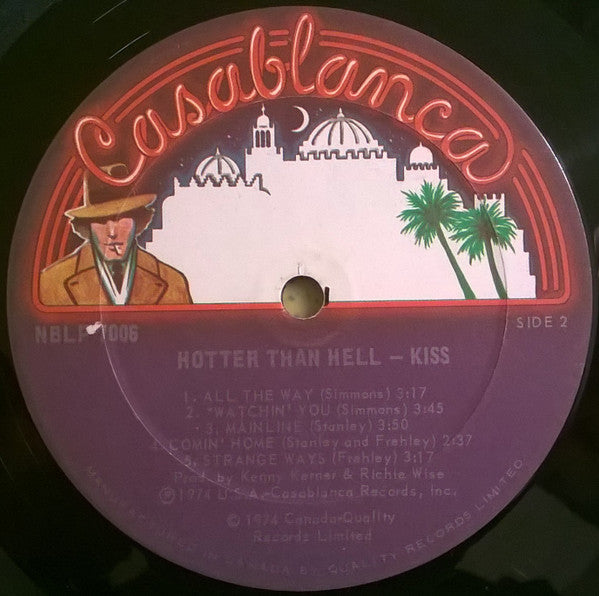 Casablanca
NBLP 1006
SIDE 2
HOTTER THAN HELL — KISS
1. ALL THE WAY (Simmons) 3:17
2. *WATCHIN' YOU (Simmons) 3:45
3. MAINLINE (Stanley) 3:50
4. COMIN' HOME (Stanley and Frehley) 2:37
5. STRANGE WAYS (Frehley) 3:17
Prod. by Kenny Kerner & Richie Wise
℗ 1974 U.S.A.-Casablanca Records, Inc.
© 1974 Canada-Quality
Records Limited
MANUFACTURED IN CANADA BY QUALITY RECORDS LIMITED